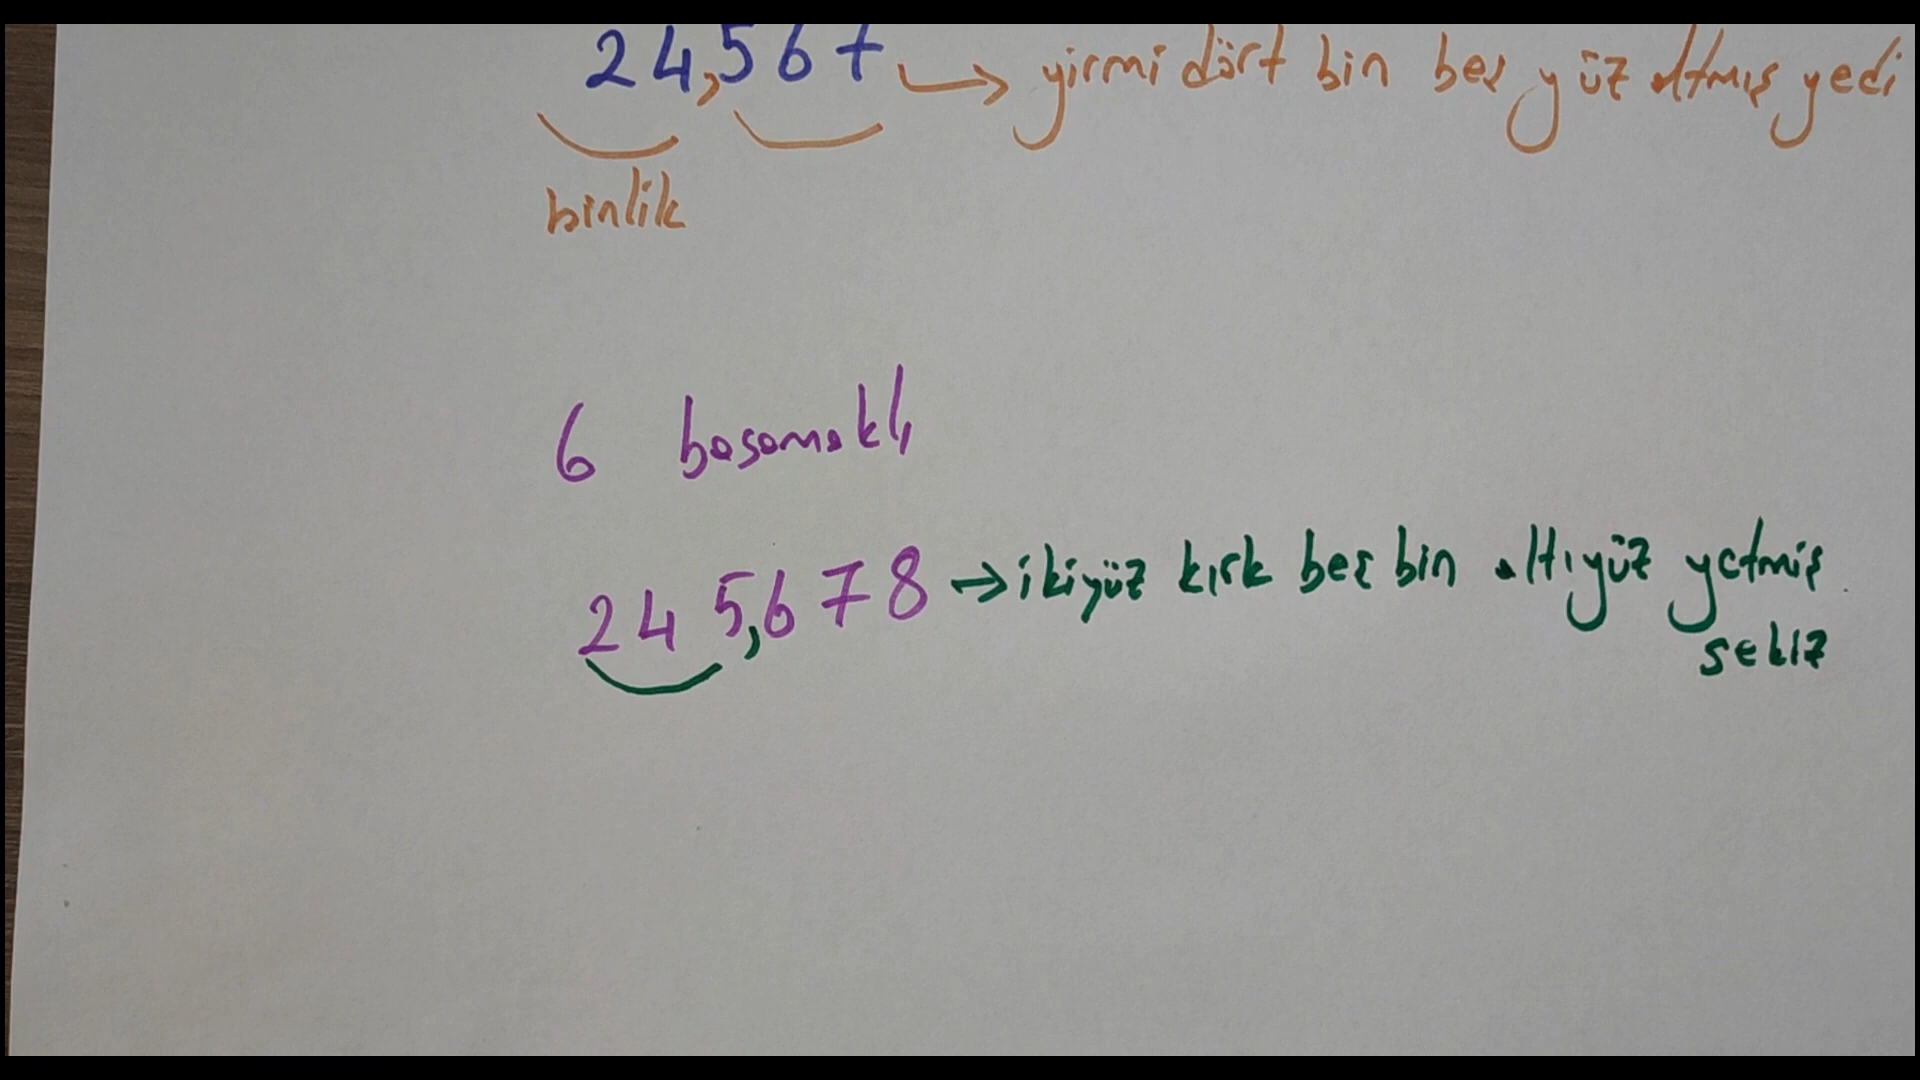 24,567 → yirmi dört bin beş yüz altmış yedi
binlik
6 basamaklı
245,678 → ikiyüz kırk beş bin altıyüz yetmiş
sekiz